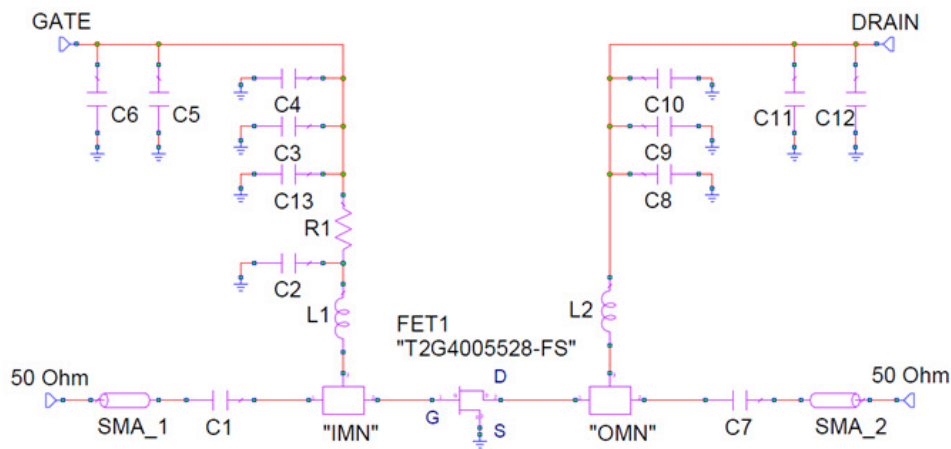 GATE
DRAIN
C6
C5
C4
C3
C13
R1
C2
L1
C10
C9
C8
C11
C12
L2
FET1
"T2G4005528-FS"
50 Ohm
SMA_1
C1
"IMN"
G
D
S
"OMN"
C7
SMA_2
50 Ohm